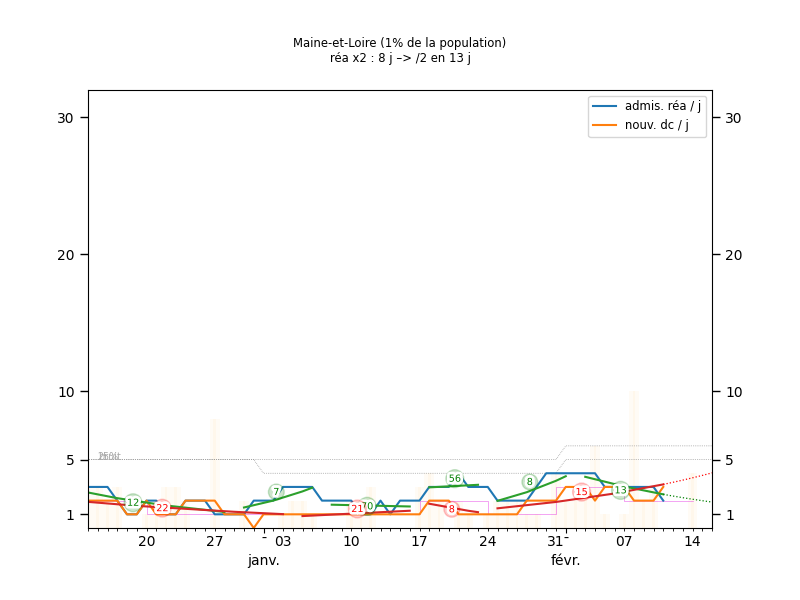 Maine-et-Loire (1% de la population)
réa x2 : 8 j –> /2 en 13 j
admis. réa / j
nouv. dc / j
30 30
20 20
10 10
5 5
1 1
12 22 7 21 56 8 8 15 13
20 27 - 03 10 17 24 31 - 07 14
janv. févr.